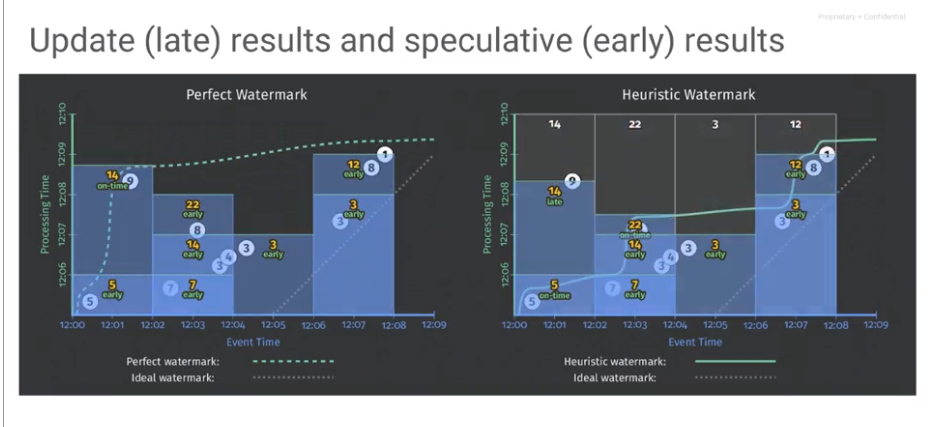 Proprietary + Confidential
Update (late) results and speculative (early) results
Perfect Watermark
Processing Time
12:10
12:09
12:08
12:07
12:06
14
on-time
9
22
early
8
14
early
4
3
3
3
early
5
early
5
7
7
early
12
early
1
8
3
early
3
12:00 12:01 12:02 12:03 12:04 12:05 12:06 12:07 12:08 12:09
Event Time
Perfect watermark:
Ideal watermark:
Heuristic Watermark
Processing Time
12:10
12:09
12:08
12:07
12:06
14 22 3 12
14
late
9
22
on-time
14
early
4
3
3
3
early
5
on-time
5
7
7
early
12
early
1
8
3
early
3
12:00 12:01 12:02 12:03 12:04 12:05 12:06 12:07 12:08 12:09
Event Time
Heuristic watermark:
Ideal watermark: